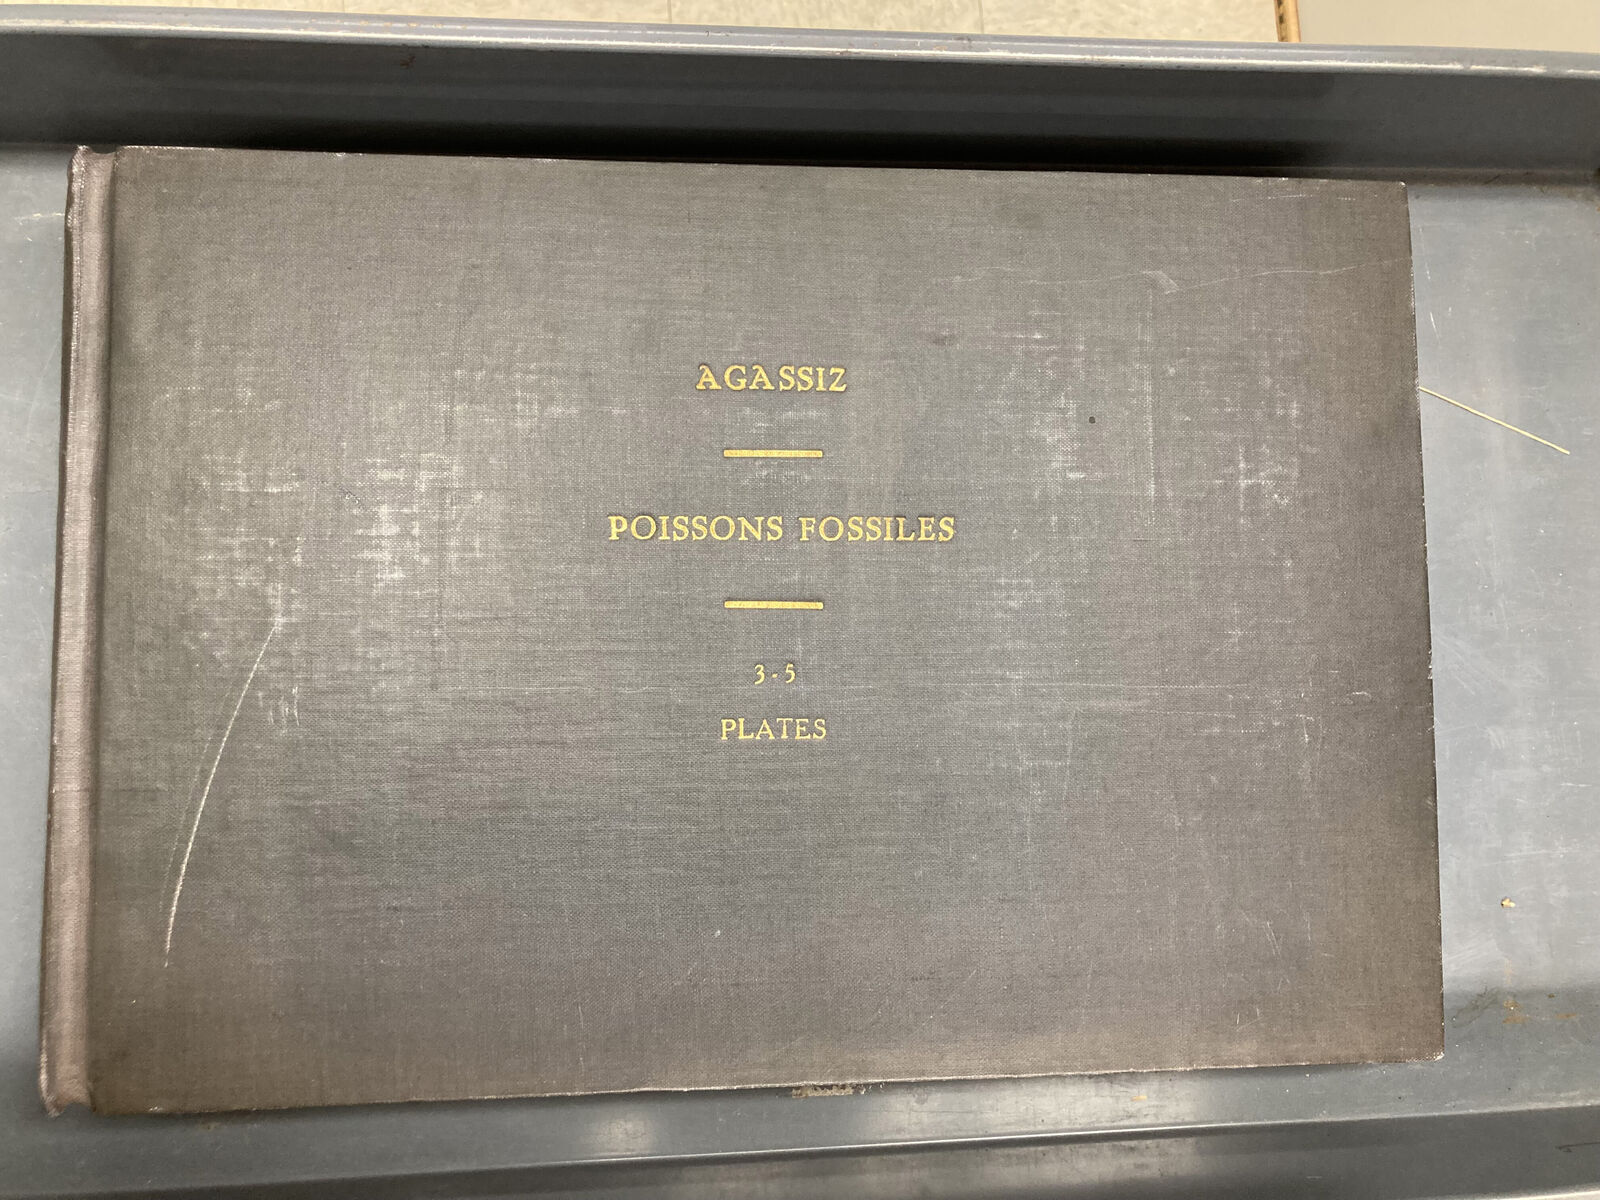 AGASSIZ
POISSONS FOSSILES
3-5
PLATES